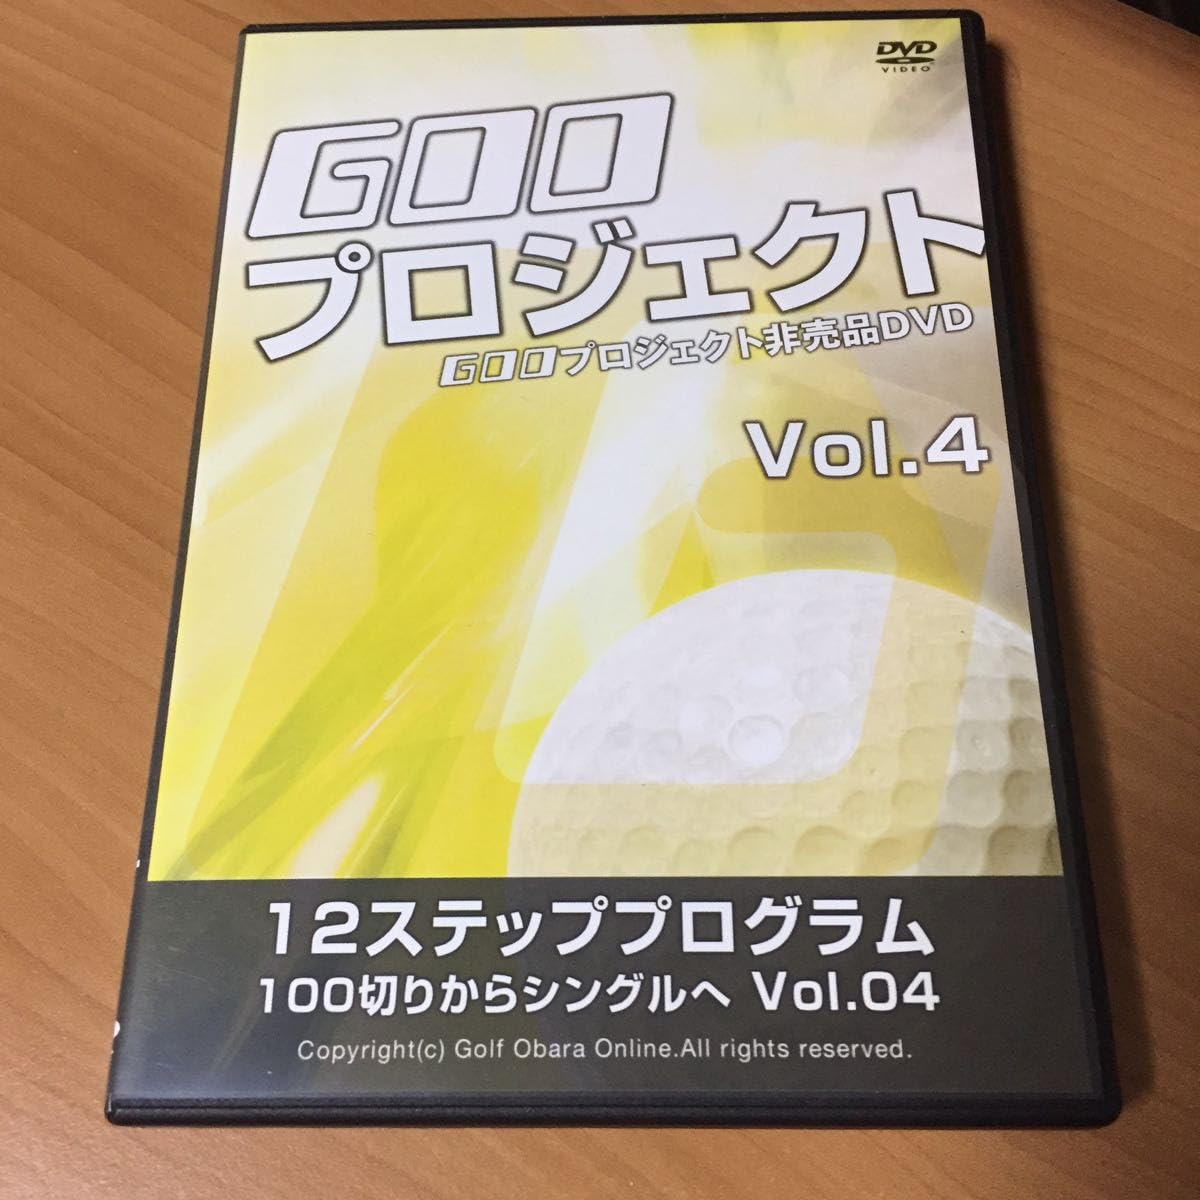 DVD
VIDEO
GOO
プロジェクト
GOOプロジェクト非売品DVD
Vol.4
12ステッププログラム
100切りからシングルへ Vol.04
Copyright(c) Golf Obara Online.All rights reserved.